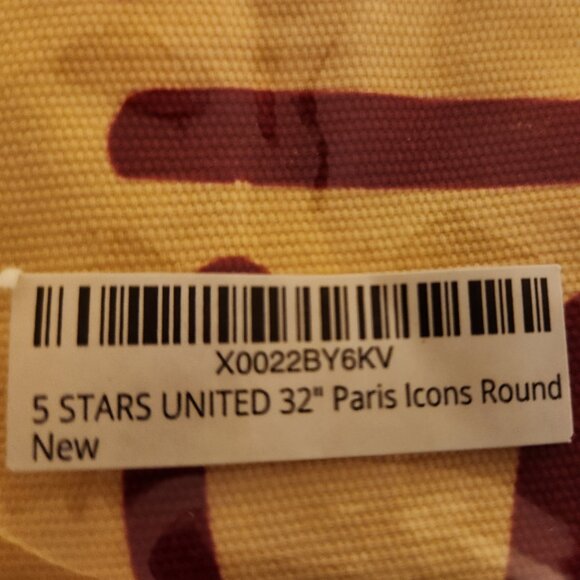 X0022BY6KV
5 STARS UNITED 32" Paris Icons Round
New